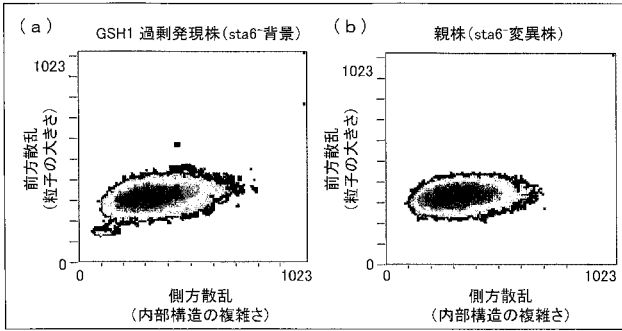 (a) GSH1 過剰発現株(sta6⁻背景)
1023
前方散乱
(粒子の大きさ)
0
0 1023
側方散乱
(内部構造の複雑さ)
(b) 親株(sta6⁻変異株)
1023
前方散乱
(粒子の大きさ)
0
0 1023
側方散乱
(内部構造の複雑さ)